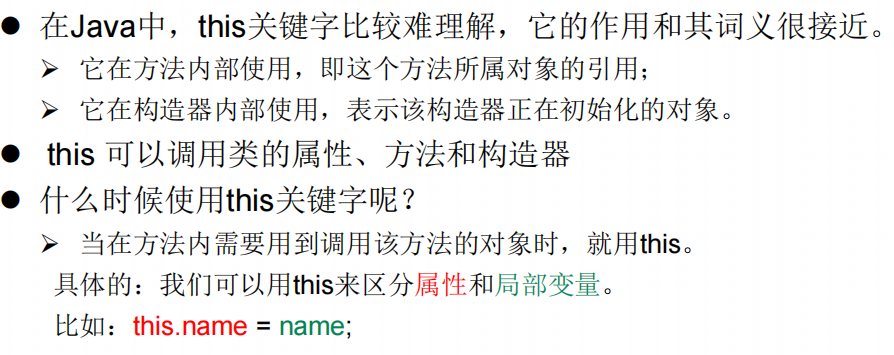 ● 在Java中，this关键字比较难理解，它的作用和其词义很接近。
➢ 它在方法内部使用，即这个方法所属对象的引用；
➢ 它在构造器内部使用，表示该构造器正在初始化的对象。
● this 可以调用类的属性、方法和构造器
● 什么时候使用this关键字呢？
➢ 当在方法内需要用到调用该方法的对象时，就用this。
具体的：我们可以用this来区分属性和局部变量。
比如：this.name = name;